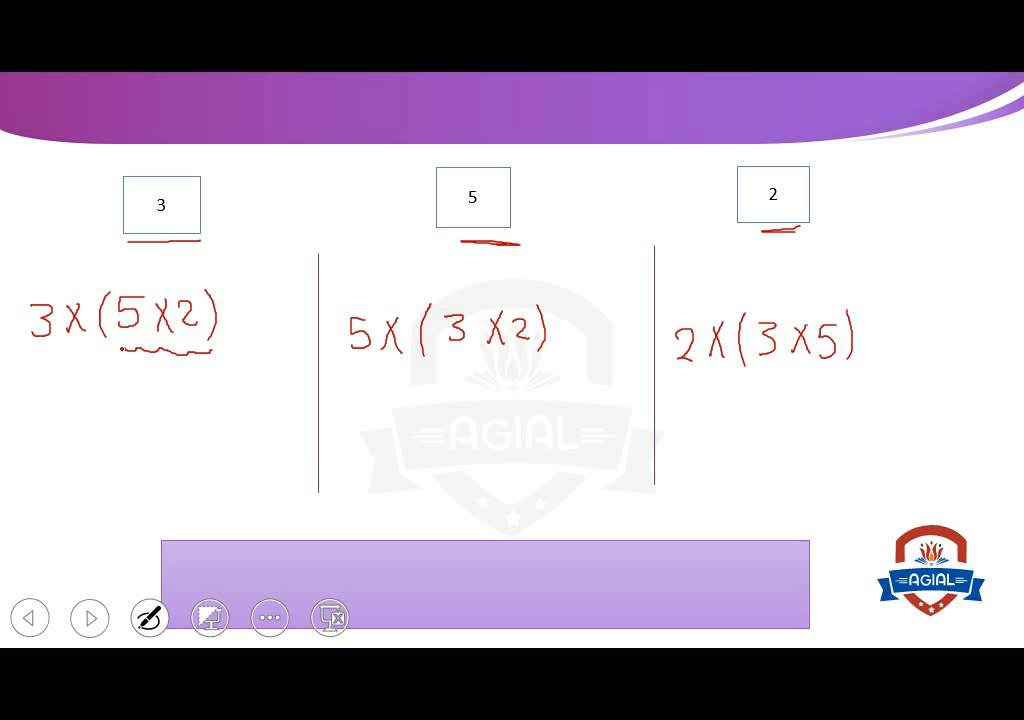 3
5
2
3 × (5 × 2)
5 × (3 × 2)
2 × (3 × 5)
AGIAL
AGIAL